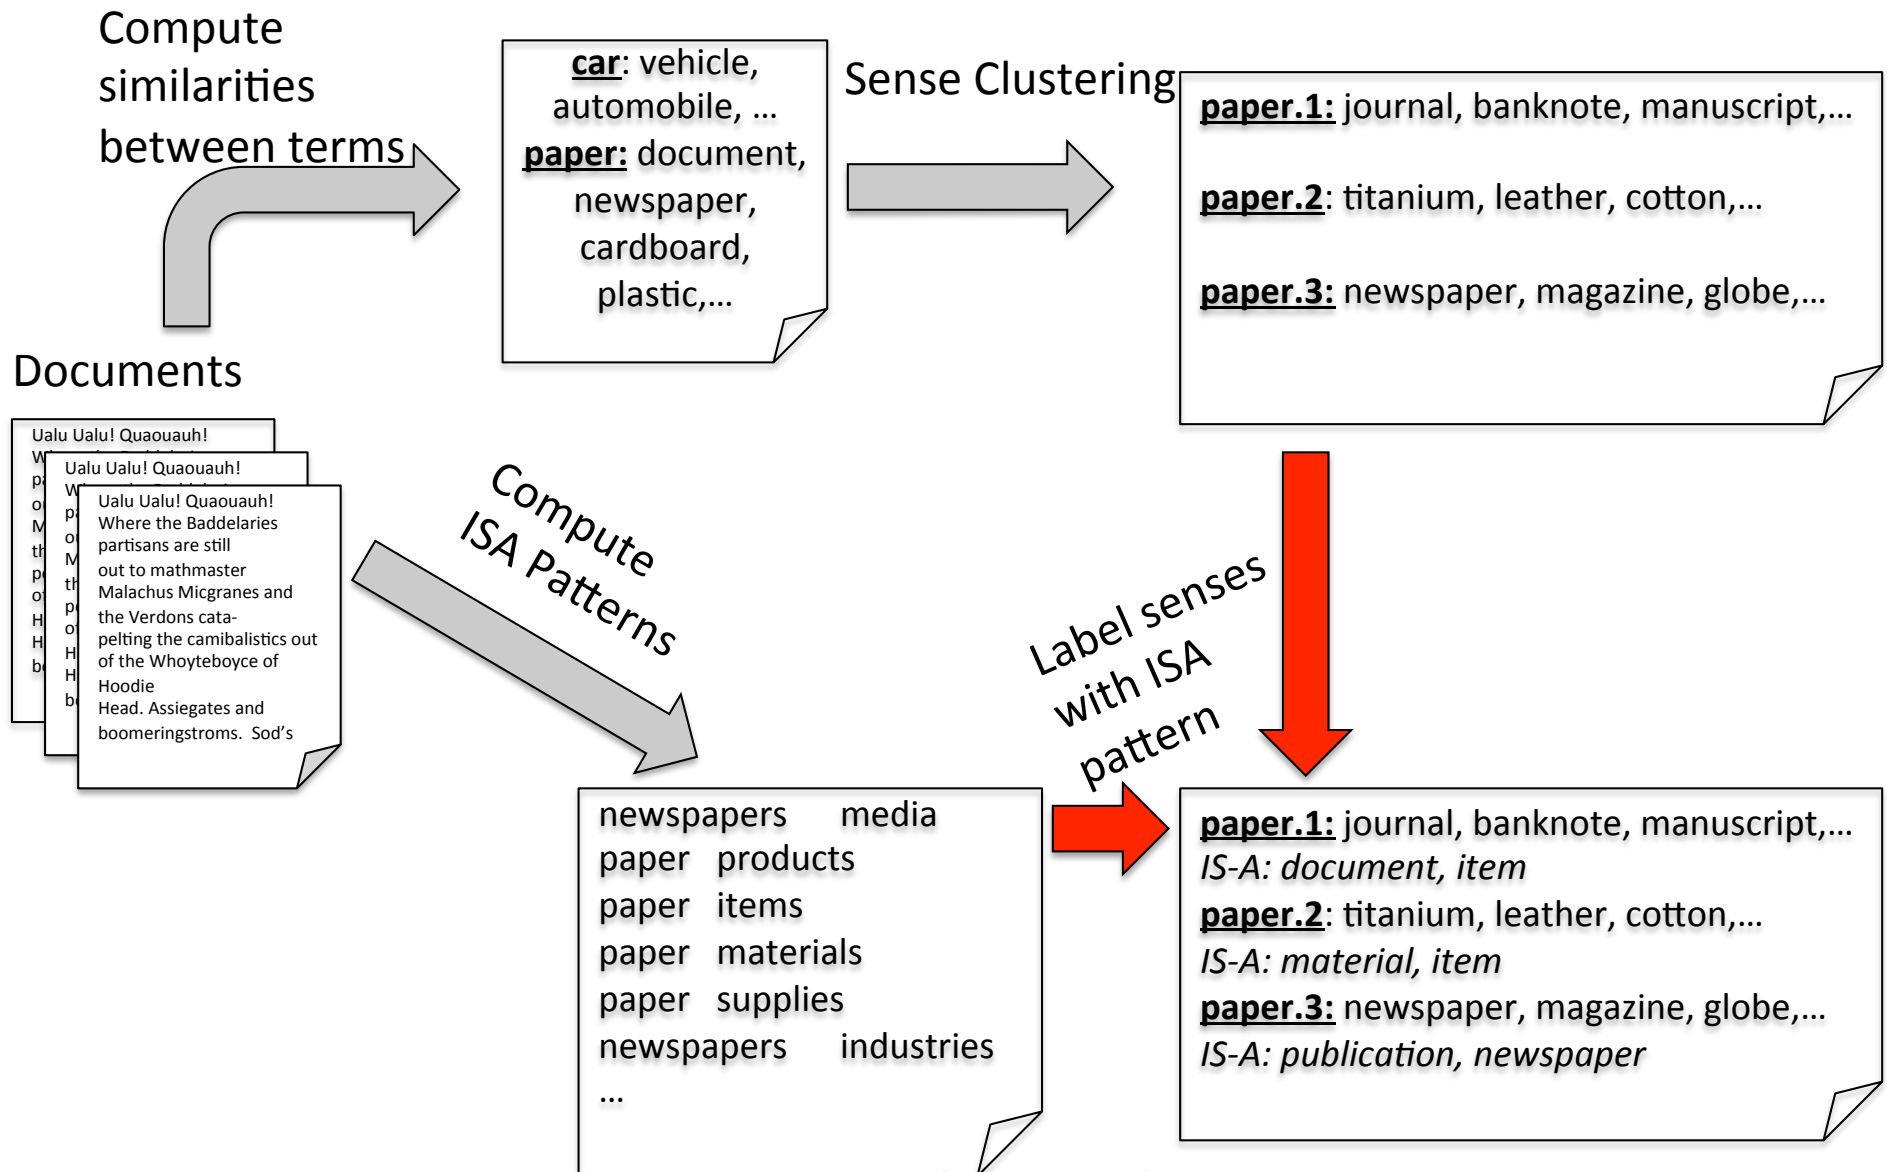 Compute
similarities
between terms
car: vehicle,
automobile, ...
paper: document,
newspaper,
cardboard,
plastic,...
Sense Clustering
paper.1: journal, banknote, manuscript,...
paper.2: titanium, leather, cotton,...
paper.3: newspaper, magazine, globe,...
Documents
Ualu Ualu! Quaouauh!
Ualu Ualu! Quaouauh!
Ualu Ualu! Quaouauh!
Where the Baddelaries
partisans are still
out to mathmaster
Malachus Micgranes and
the Verdons cata-
pelting the camibalistics out
of the Whoyteboyce of
Hoodie
Head. Assiegates and
boomeringstroms.  Sod's
Compute
ISA Patterns
Label senses
with ISA
pattern
newspapers media
paper products
paper items
paper materials
paper supplies
newspapers industries
...
paper.1: journal, banknote, manuscript,...
IS-A: document, item
paper.2: titanium, leather, cotton,...
IS-A: material, item
paper.3: newspaper, magazine, globe,...
IS-A: publication, newspaper